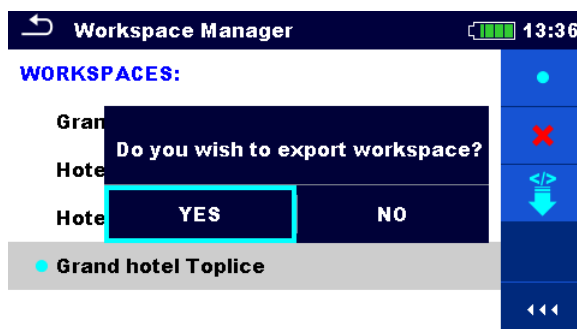 Workspace Manager
13:36
WORKSPACES:
Gran
Do you wish to export workspace?
Hote
Hote
YES
NO
Grand hotel Toplice